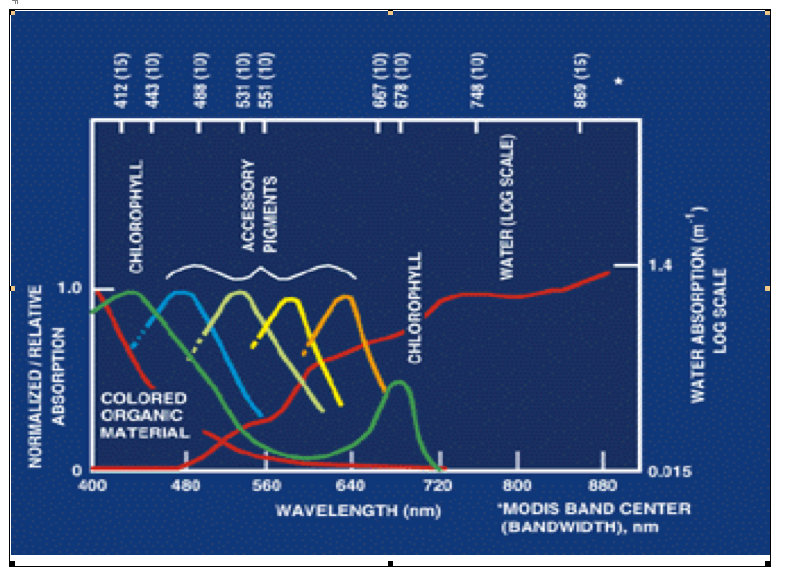 412 (15)
443 (10)
488 (10)
531 (10)
551 (10)
667 (10)
678 (10)
748 (10)
869 (15)
*
CHLOROPHYLL
ACCESSORY
PIGMENTS
CHLOROPHYLL
WATER (LOG SCALE)
NORMALIZED / RELATIVE
ABSORPTION
1.0
0
1.4
0.015
WATER ABSORPTION (m-1)
LOG SCALE
COLORED
ORGANIC
MATERIAL
400 480 560 640 720 800 880
WAVELENGTH (nm)
*MODIS BAND CENTER
(BANDWIDTH), nm